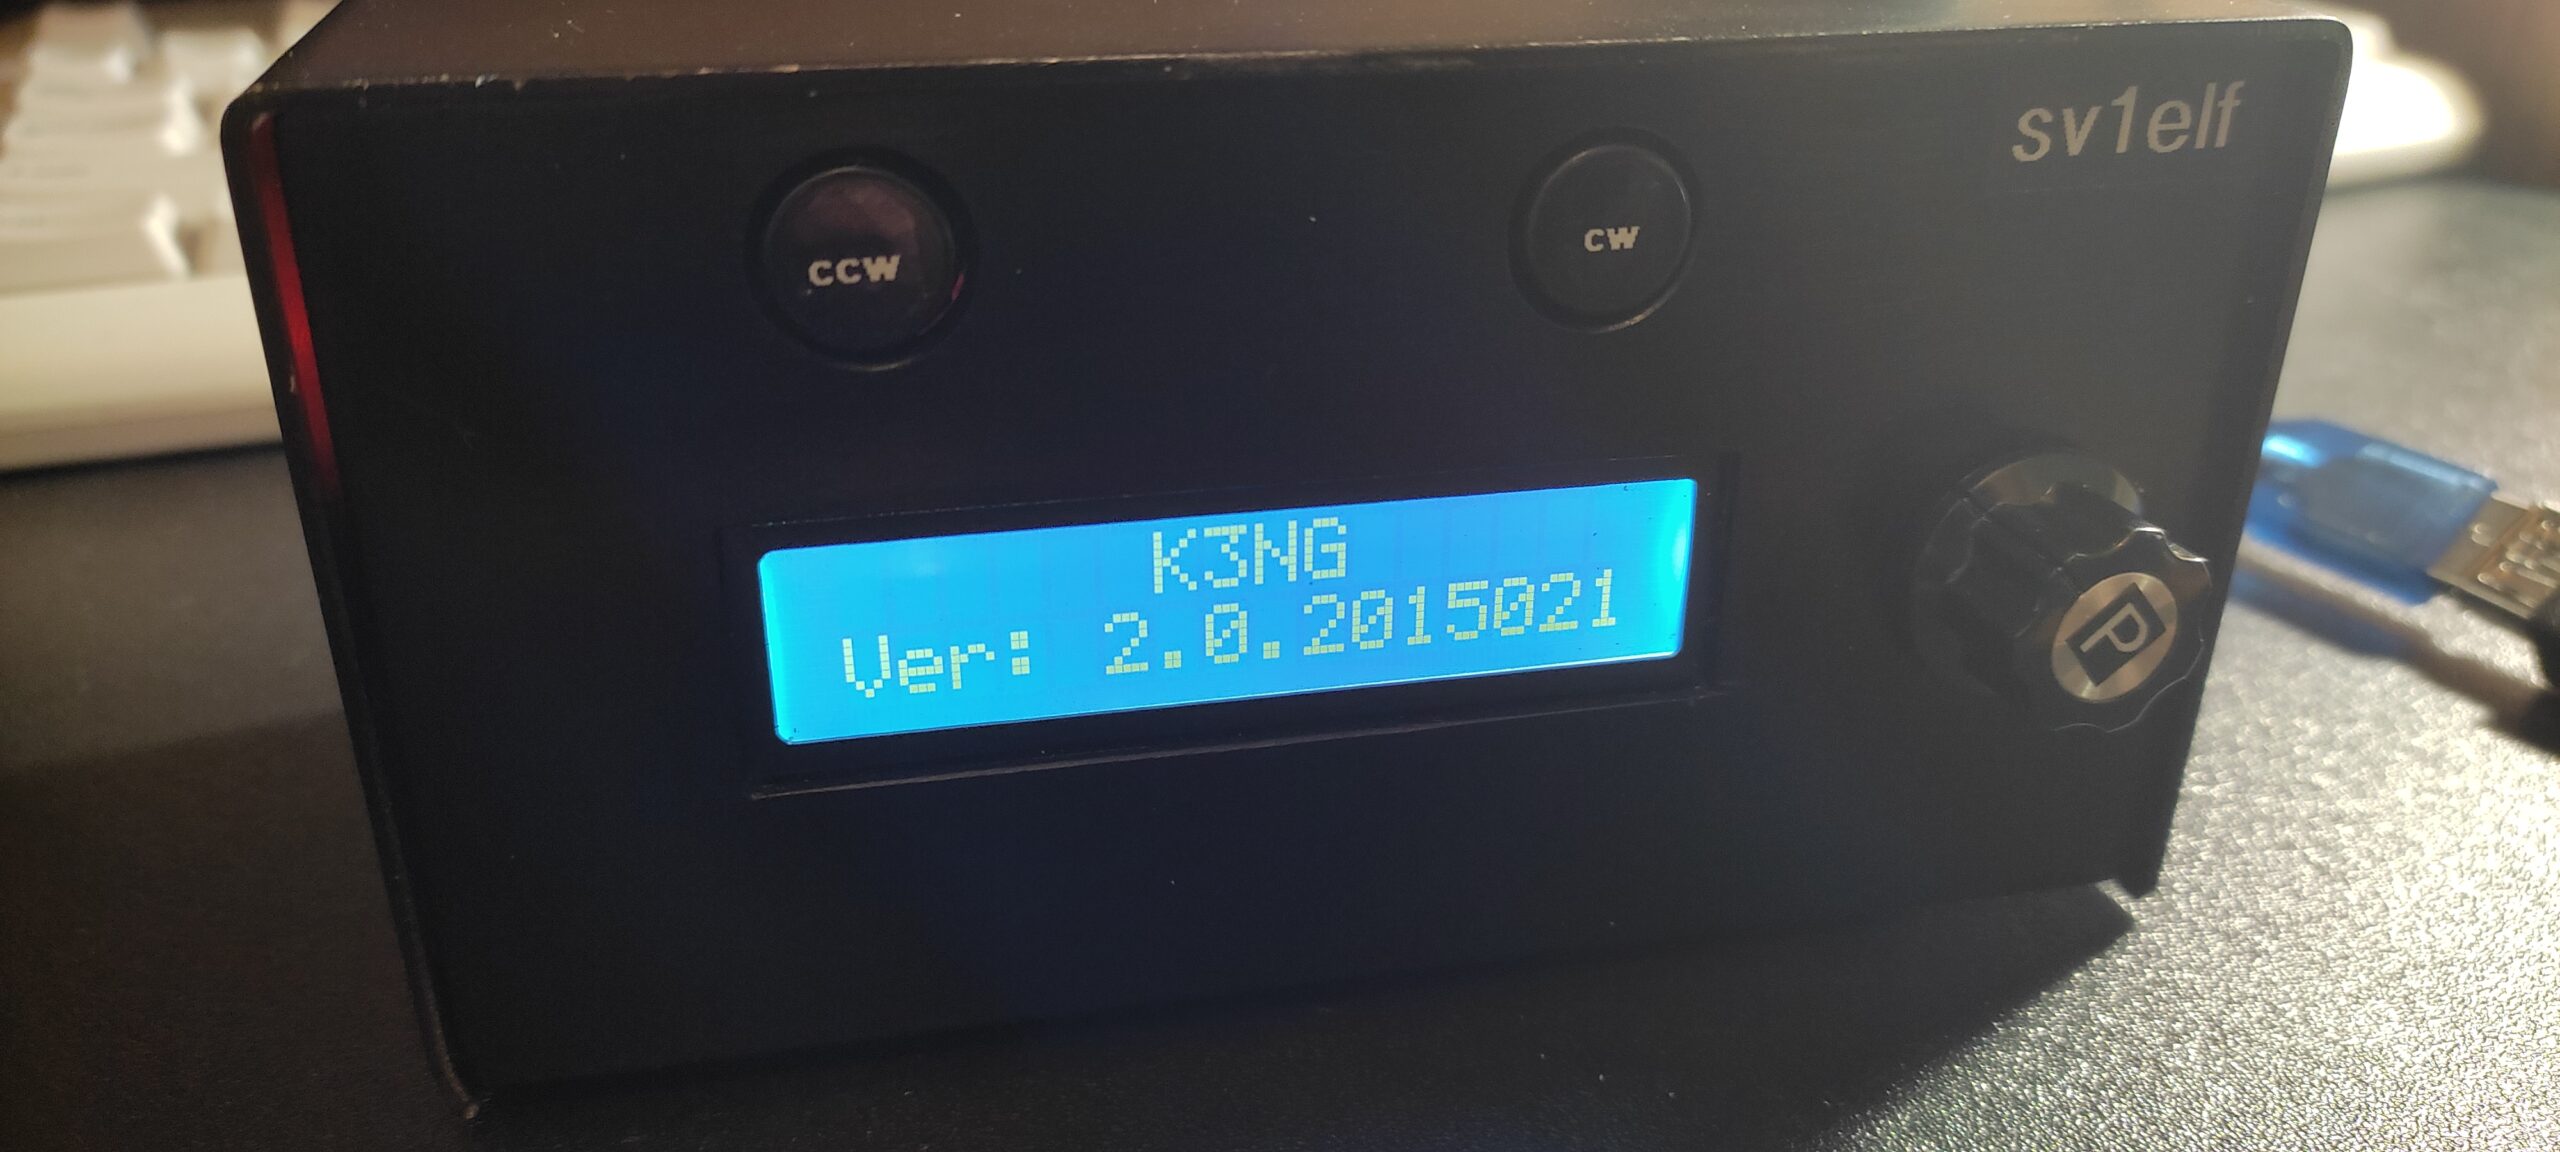 sv1elf
CCW
CW
K3NG
Ver: 2.0.2015021
P